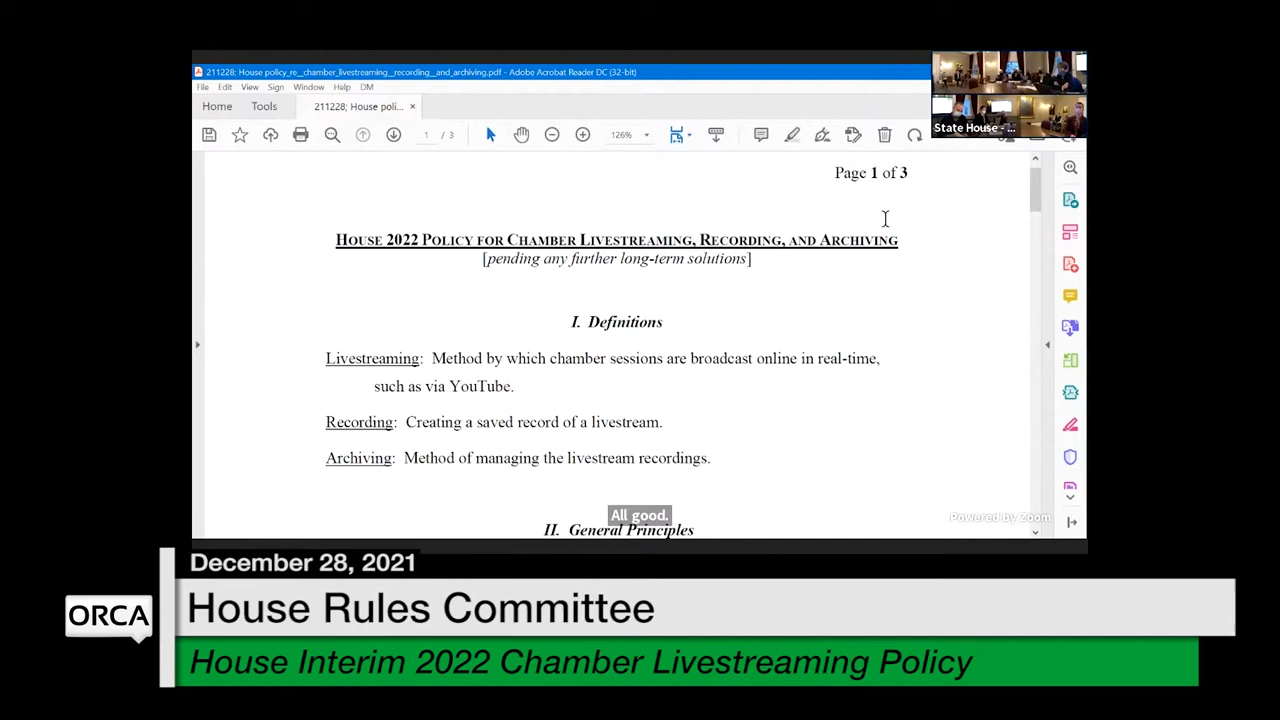 211228; House policy_re__chamber_livestreaming__recording__and_archiving.pdf - Adobe Acrobat Reader DC (32-bit)
File Edit View Sign Window Help DM
Home Tools 211228; House poli... ×
1 / 3 126%
State House - ...
Page 1 of 3
HOUSE 2022 POLICY FOR CHAMBER LIVESTREAMING, RECORDING, AND ARCHIVING
[pending any further long-term solutions]
I. Definitions
Livestreaming: Method by which chamber sessions are broadcast online in real-time,
such as via YouTube.
Recording: Creating a saved record of a livestream.
Archiving: Method of managing the livestream recordings.
All good.
Powered by Zoom
II. General Principles
December 28, 2021
ORCA
House Rules Committee
House Interim 2022 Chamber Livestreaming Policy